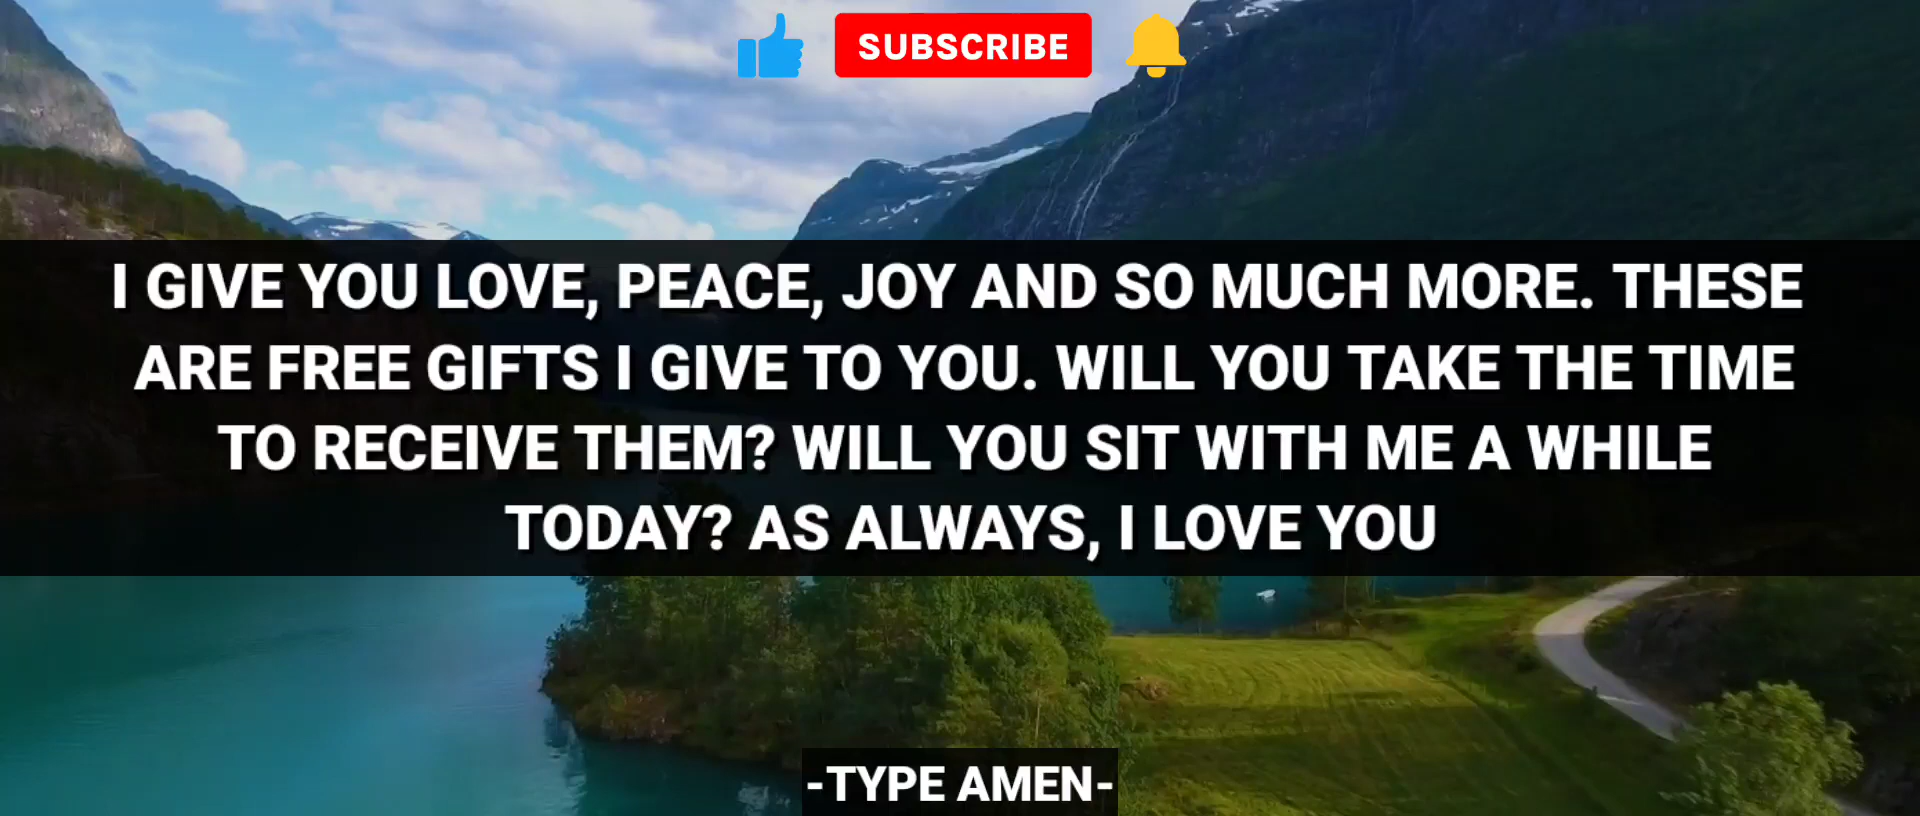 SUBSCRIBE
I GIVE YOU LOVE, PEACE, JOY AND SO MUCH MORE. THESE
ARE FREE GIFTS I GIVE TO YOU. WILL YOU TAKE THE TIME
TO RECEIVE THEM? WILL YOU SIT WITH ME A WHILE
TODAY? AS ALWAYS, I LOVE YOU
-TYPE AMEN-